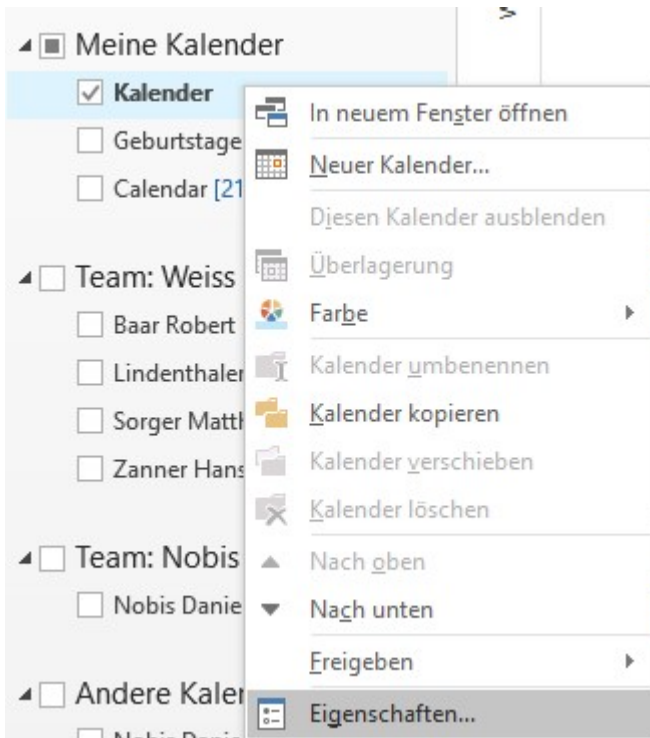 Meine Kalender
Kalender
Geburtstage
Calendar [21
Team: Weiss
Baar Robert
Lindenthaler
Sorger Matth
Zanner Hans
Team: Nobis
Nobis Danie
Andere Kaler
In neuem Fenster öffnen
Neuer Kalender...
Diesen Kalender ausblenden
Überlagerung
Farbe
Kalender umbenennen
Kalender kopieren
Kalender verschieben
Kalender löschen
Nach oben
Nach unten
Freigeben
Eigenschaften...